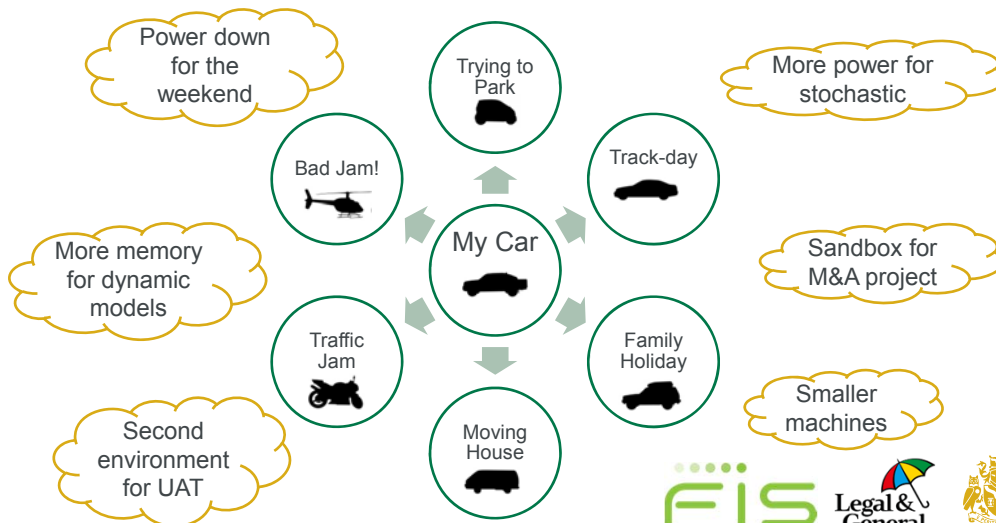 Power down
for the
weekend
Trying to
Park
More power for
stochastic
Bad Jam!
Track-day
More memory
for dynamic
models
My Car
Sandbox for
M&A project
Traffic
Jam
Family
Holiday
Second
environment
for UAT
Moving
House
Smaller
machines
FIS
Legal &
General